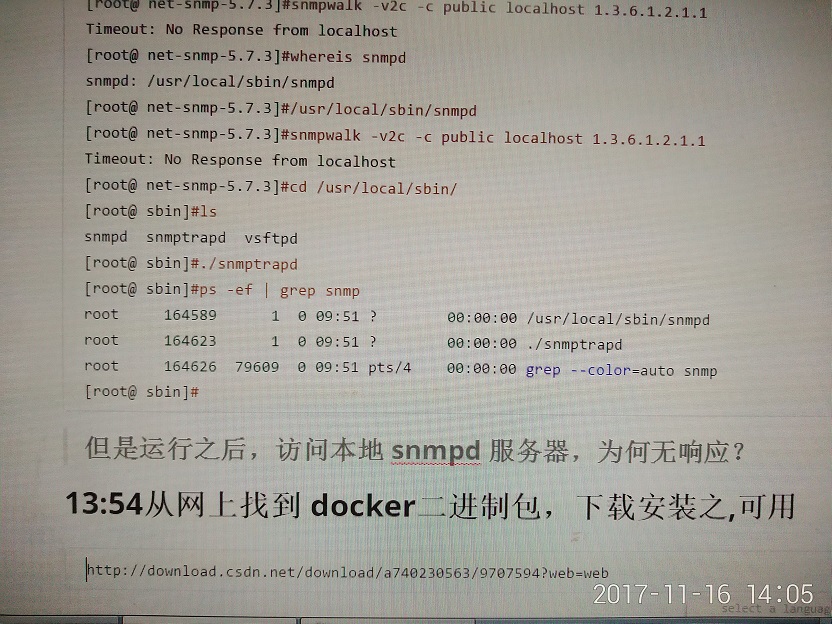 [root@ net-snmp-5.7.3]#snmpwalk -v2c -c public localhost 1.3.6.1.2.1.1
Timeout: No Response from localhost
[root@ net-snmp-5.7.3]#whereis snmpd
snmpd: /usr/local/sbin/snmpd
[root@ net-snmp-5.7.3]#/usr/local/sbin/snmpd
[root@ net-snmp-5.7.3]#snmpwalk -v2c -c public localhost 1.3.6.1.2.1.1
Timeout: No Response from localhost
[root@ net-snmp-5.7.3]#cd /usr/local/sbin/
[root@ sbin]#ls
snmpd snmptrapd vsftpd
[root@ sbin]#./snmptrapd
[root@ sbin]#ps -ef | grep snmp
root 164589 1 0 09:51 ? 00:00:00 /usr/local/sbin/snmpd
root 164623 1 0 09:51 ? 00:00:00 ./snmptrapd
root 164626 79609 0 09:51 pts/4 00:00:00 grep --color=auto snmp
[root@ sbin]#
但是运行之后，访问本地 snmpd 服务器，为何无响应？
13:54从网上找到 docker二进制包，下载安装之,可用
http://download.csdn.net/download/a740230563/9707594?web=web
2017-11-16 14:05
select a languag